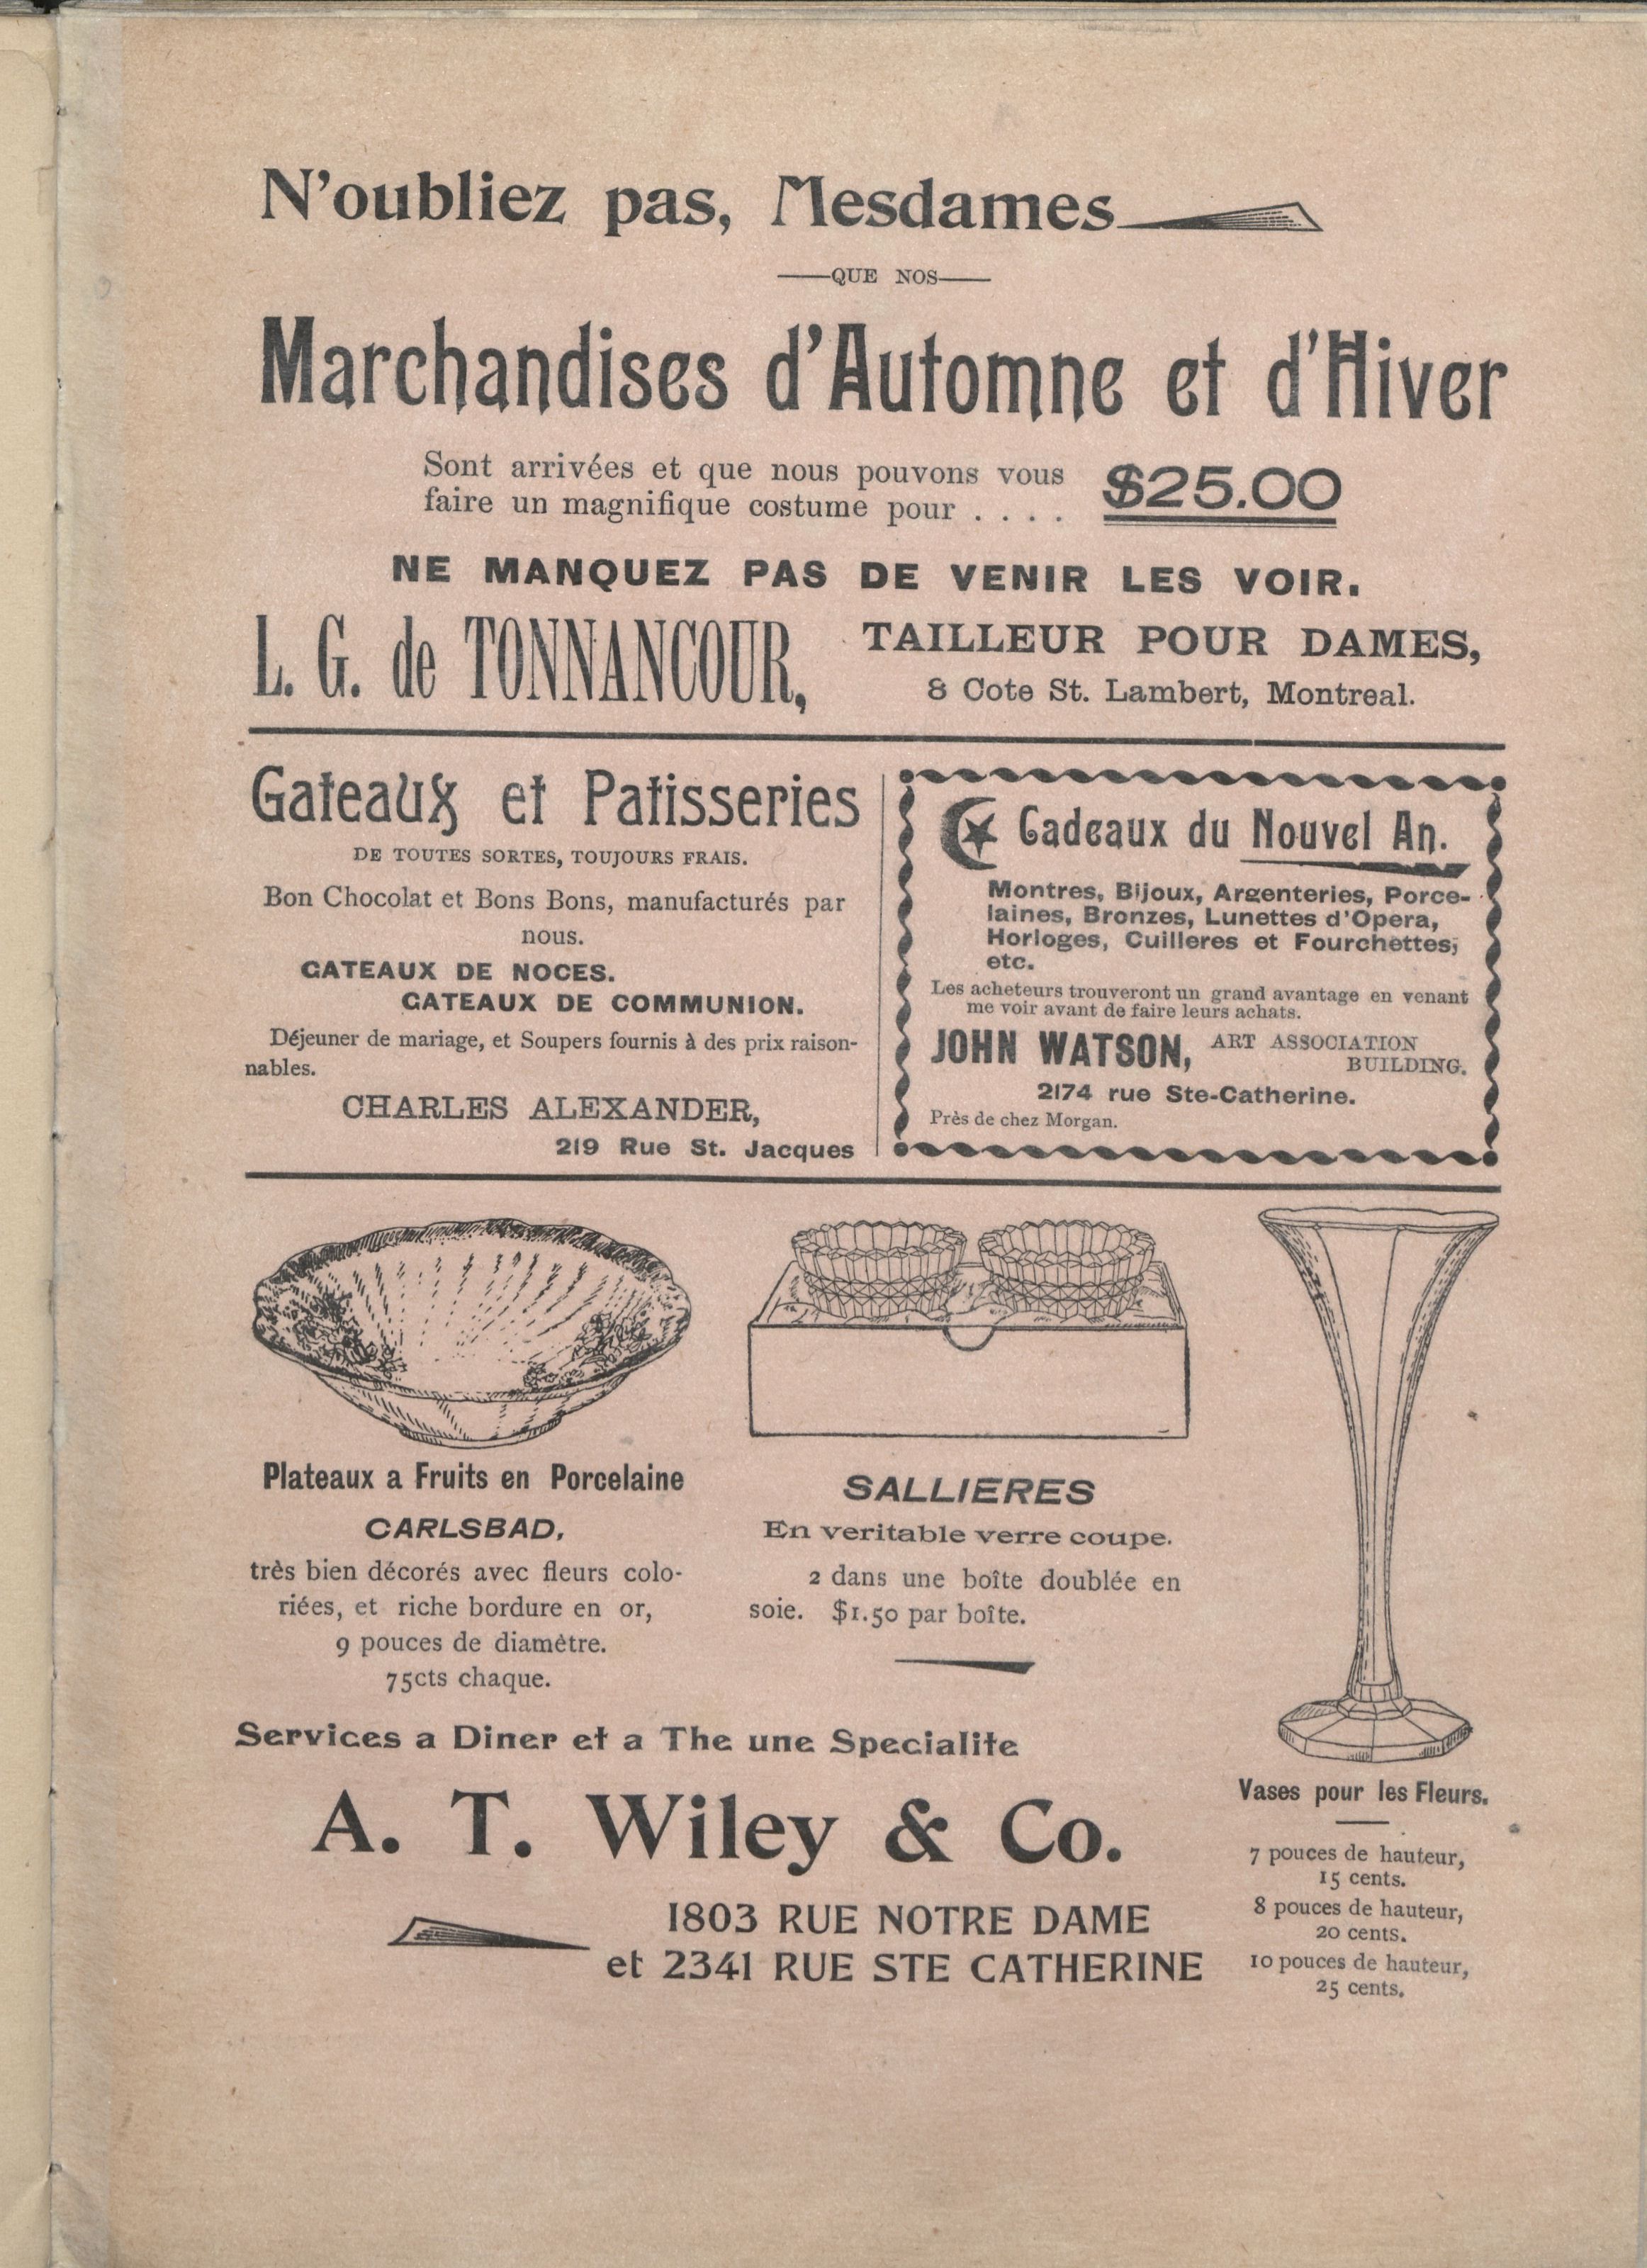 N'oubliez pas, Mesdames
QUE NOS
Marchandises d'Automne et d'Hiver
Sont arrivées et que nous pouvons vous
faire un magnifique costume pour . . . .
$25.00
NE MANQUEZ PAS DE VENIR LES VOIR.
L. G. de TONNANCOUR,
TAILLEUR POUR DAMES,
8 Cote St. Lambert, Montreal.
Gateaux et Patisseries
DE TOUTES SORTES, TOUJOURS FRAIS.
Bon Chocolat et Bons Bons, manufacturés par
nous.
GATEAUX DE NOCES.
GATEAUX DE COMMUNION.
Déjeuner de mariage, et Soupers fournis à des prix raison-
nables.
CHARLES ALEXANDER,
219 Rue St. Jacques
Cadeaux du Nouvel An.
Montres, Bijoux, Argenteries, Porce-
laines, Bronzes, Lunettes d'Opera,
Horloges, Cuilleres et Fourchettes,
etc.
Les acheteurs trouveront un grand avantage en venant
me voir avant de faire leurs achats.
JOHN WATSON,
ART ASSOCIATION
BUILDING.
2174 rue Ste-Catherine.
Près de chez Morgan.
Plateaux a Fruits en Porcelaine
CARLSBAD,
très bien décorés avec fleurs colo-
riées, et riche bordure en or,
9 pouces de diamètre.
75cts chaque.
SALLIERES
En veritable verre coupe.
2 dans une boîte doublée en
soie. $1.50 par boîte.
Services a Diner et a The une Specialite
A. T. Wiley & Co.
1803 RUE NOTRE DAME
et 2341 RUE STE CATHERINE
Vases pour les Fleurs.
7 pouces de hauteur,
15 cents.
8 pouces de hauteur,
20 cents.
10 pouces de hauteur,
25 cents.